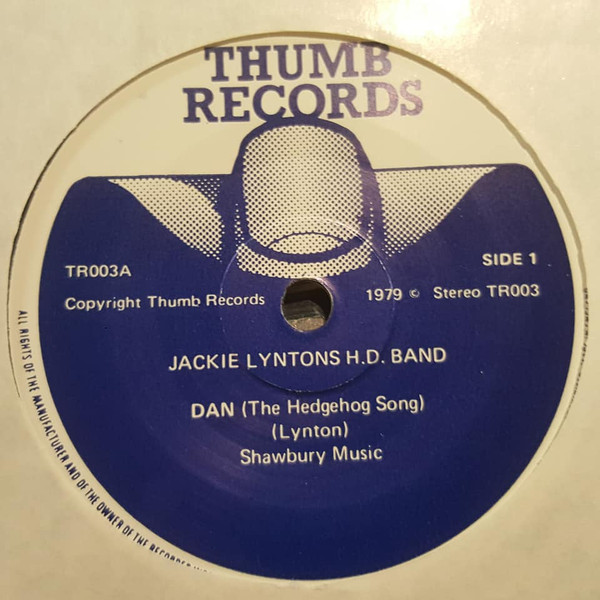 THUMB
RECORDS
TR003A
SIDE 1
Copyright Thumb Records
1979 © Stereo TR003
JACKIE LYNTONS H.D. BAND
DAN (The Hedgehog Song)
(Lynton)
Shawbury Music
ALL RIGHTS OF THE MANUFACTURER AND OF THE OWNER OF THE